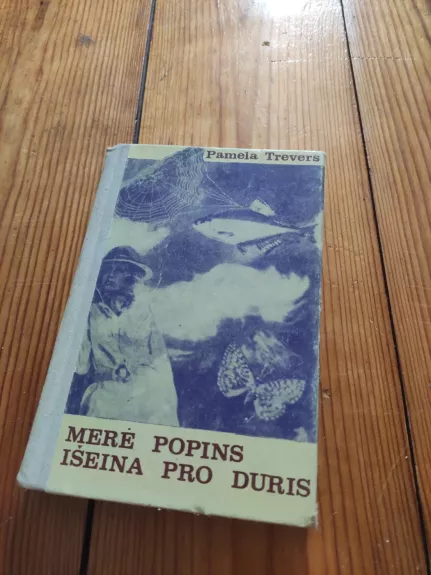 Pamela Trevers
MERĖ POPINS
IŠEINA PRO DURIS